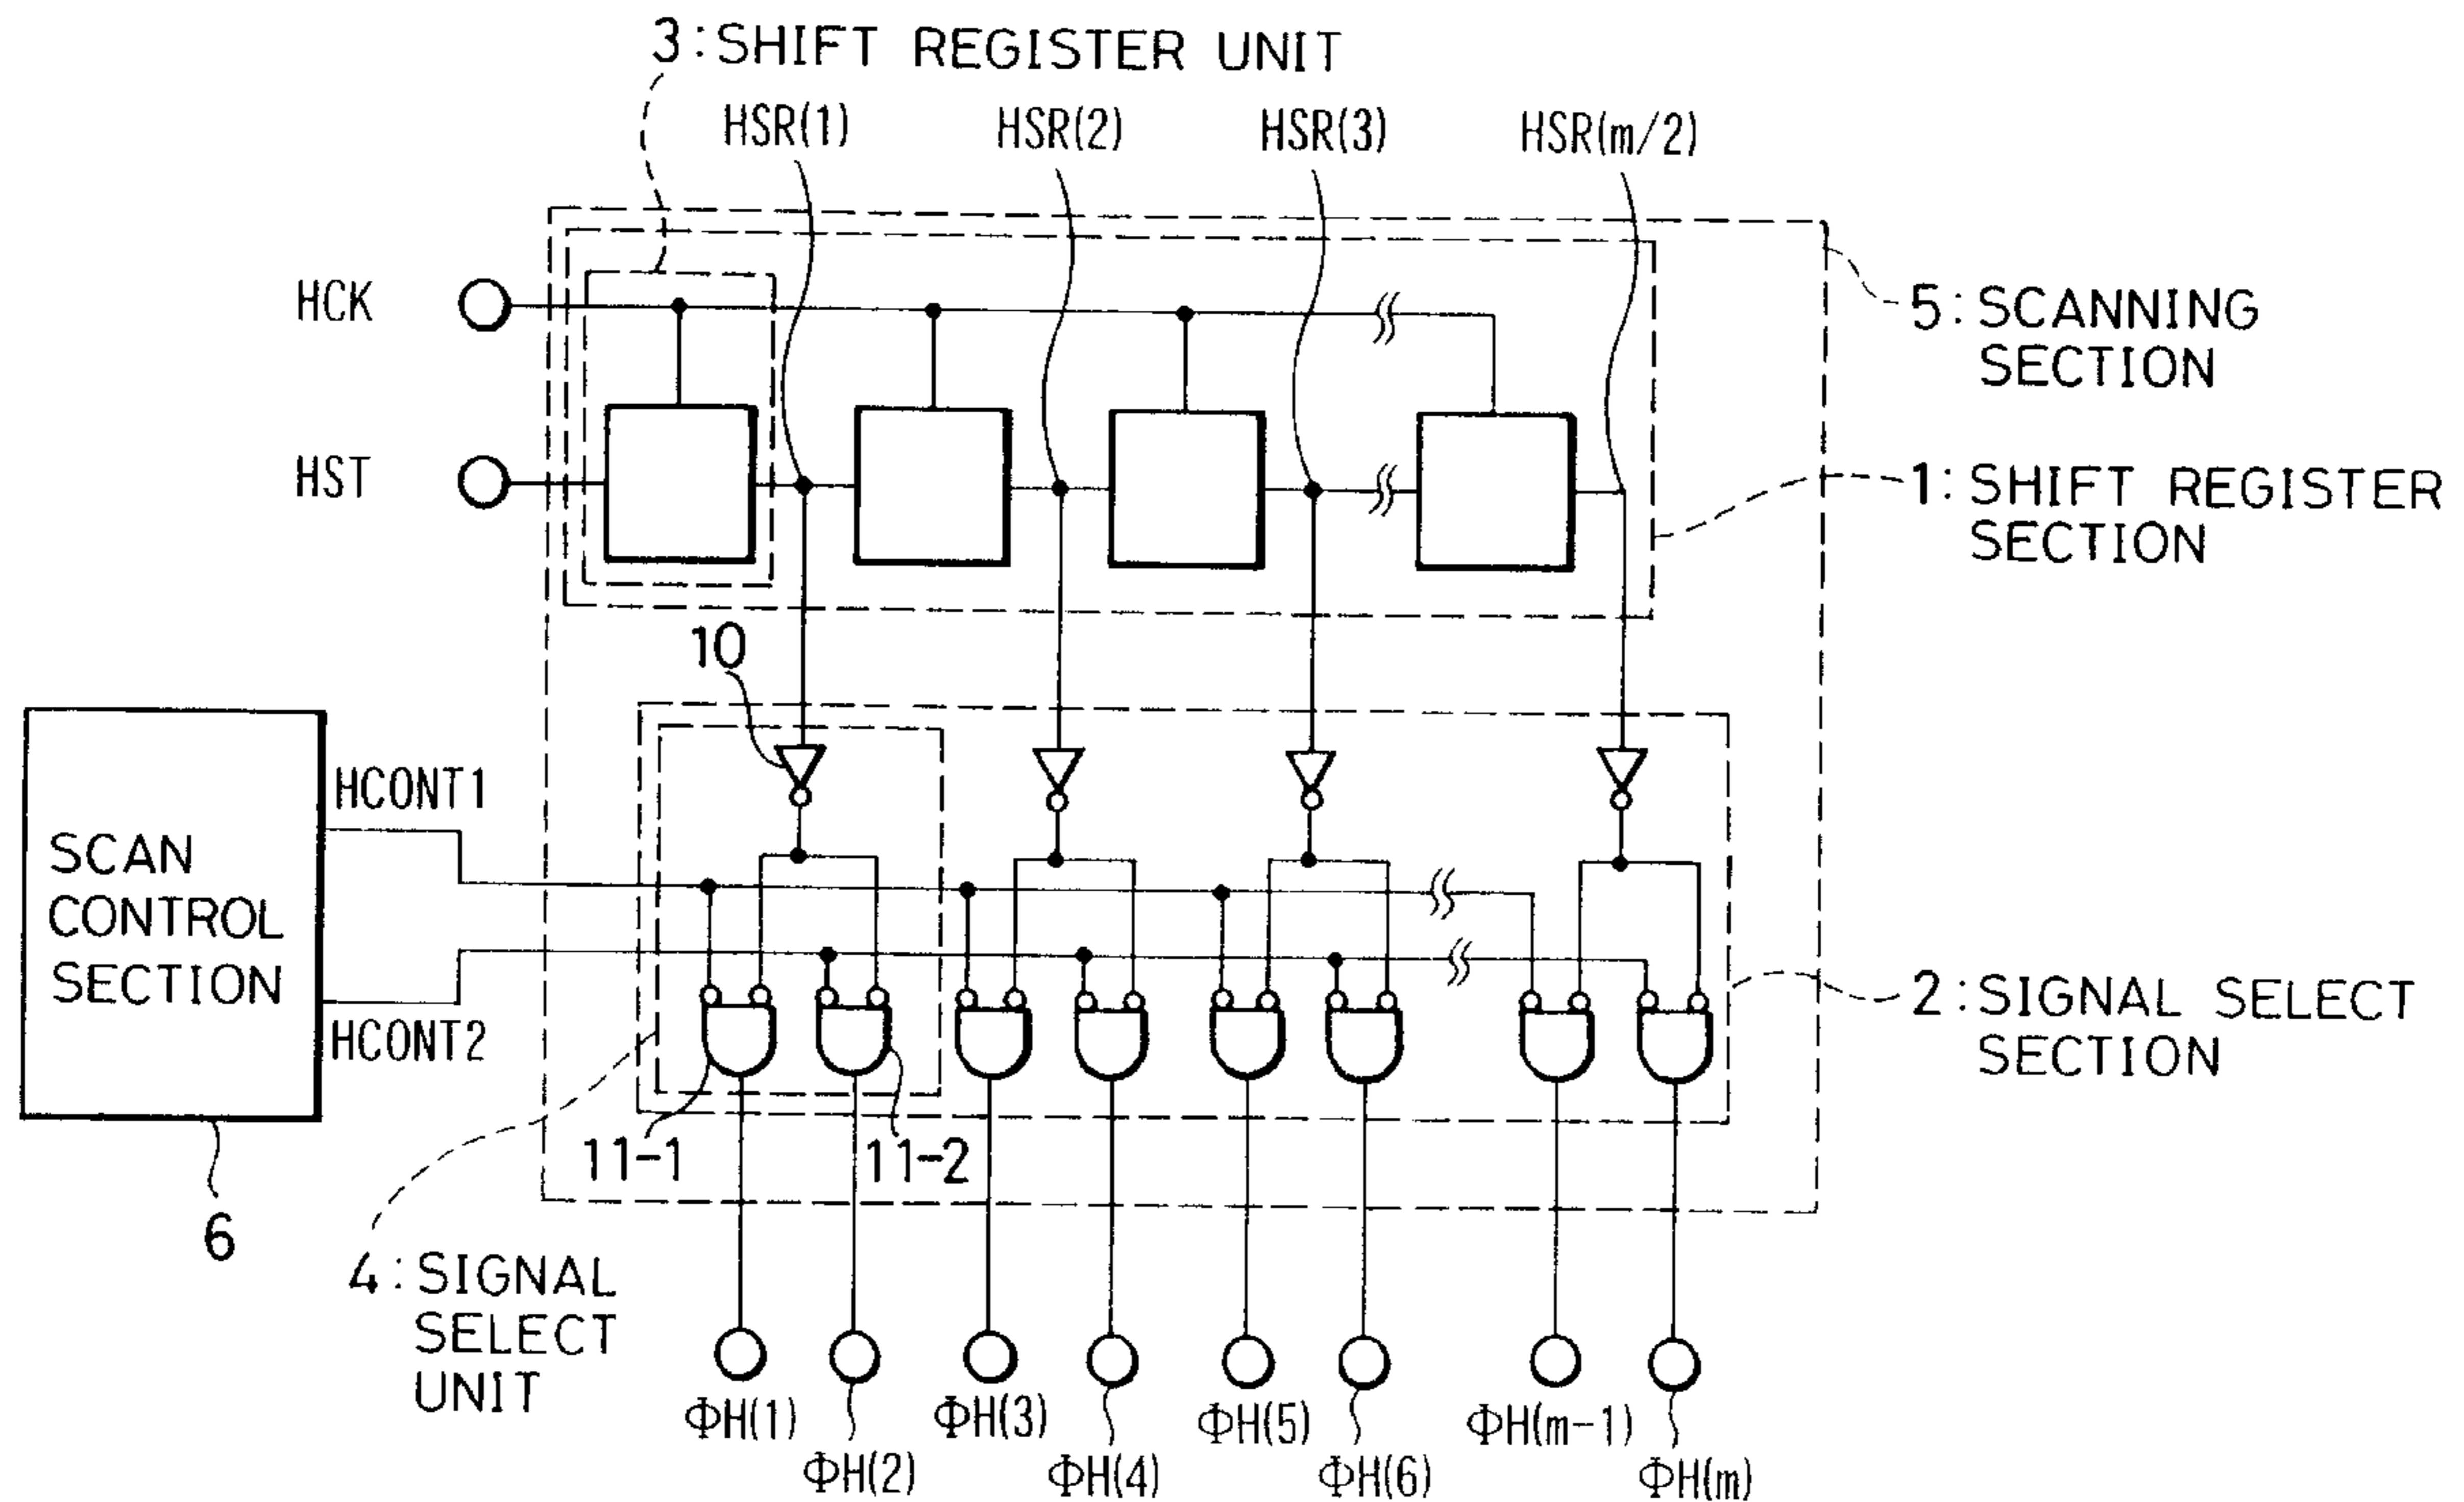 3:SHIFT REGISTER UNIT
HSR(1)
HSR(2)
HSR(3)
HSR(m/2)
HCK
5:SCANNING
SECTION
HST
1:SHIFT REGISTER
SECTION
10
HCONT1
SCAN
CONTROL
SECTION
HCONT2
2:SIGNAL SELECT
SECTION
11-1
11-2
6
4:SIGNAL
SELECT
UNIT
ΦH(1)
ΦH(2)
ΦH(3)
ΦH(4)
ΦH(5)
ΦH(6)
ΦH(m-1)
ΦH(m)